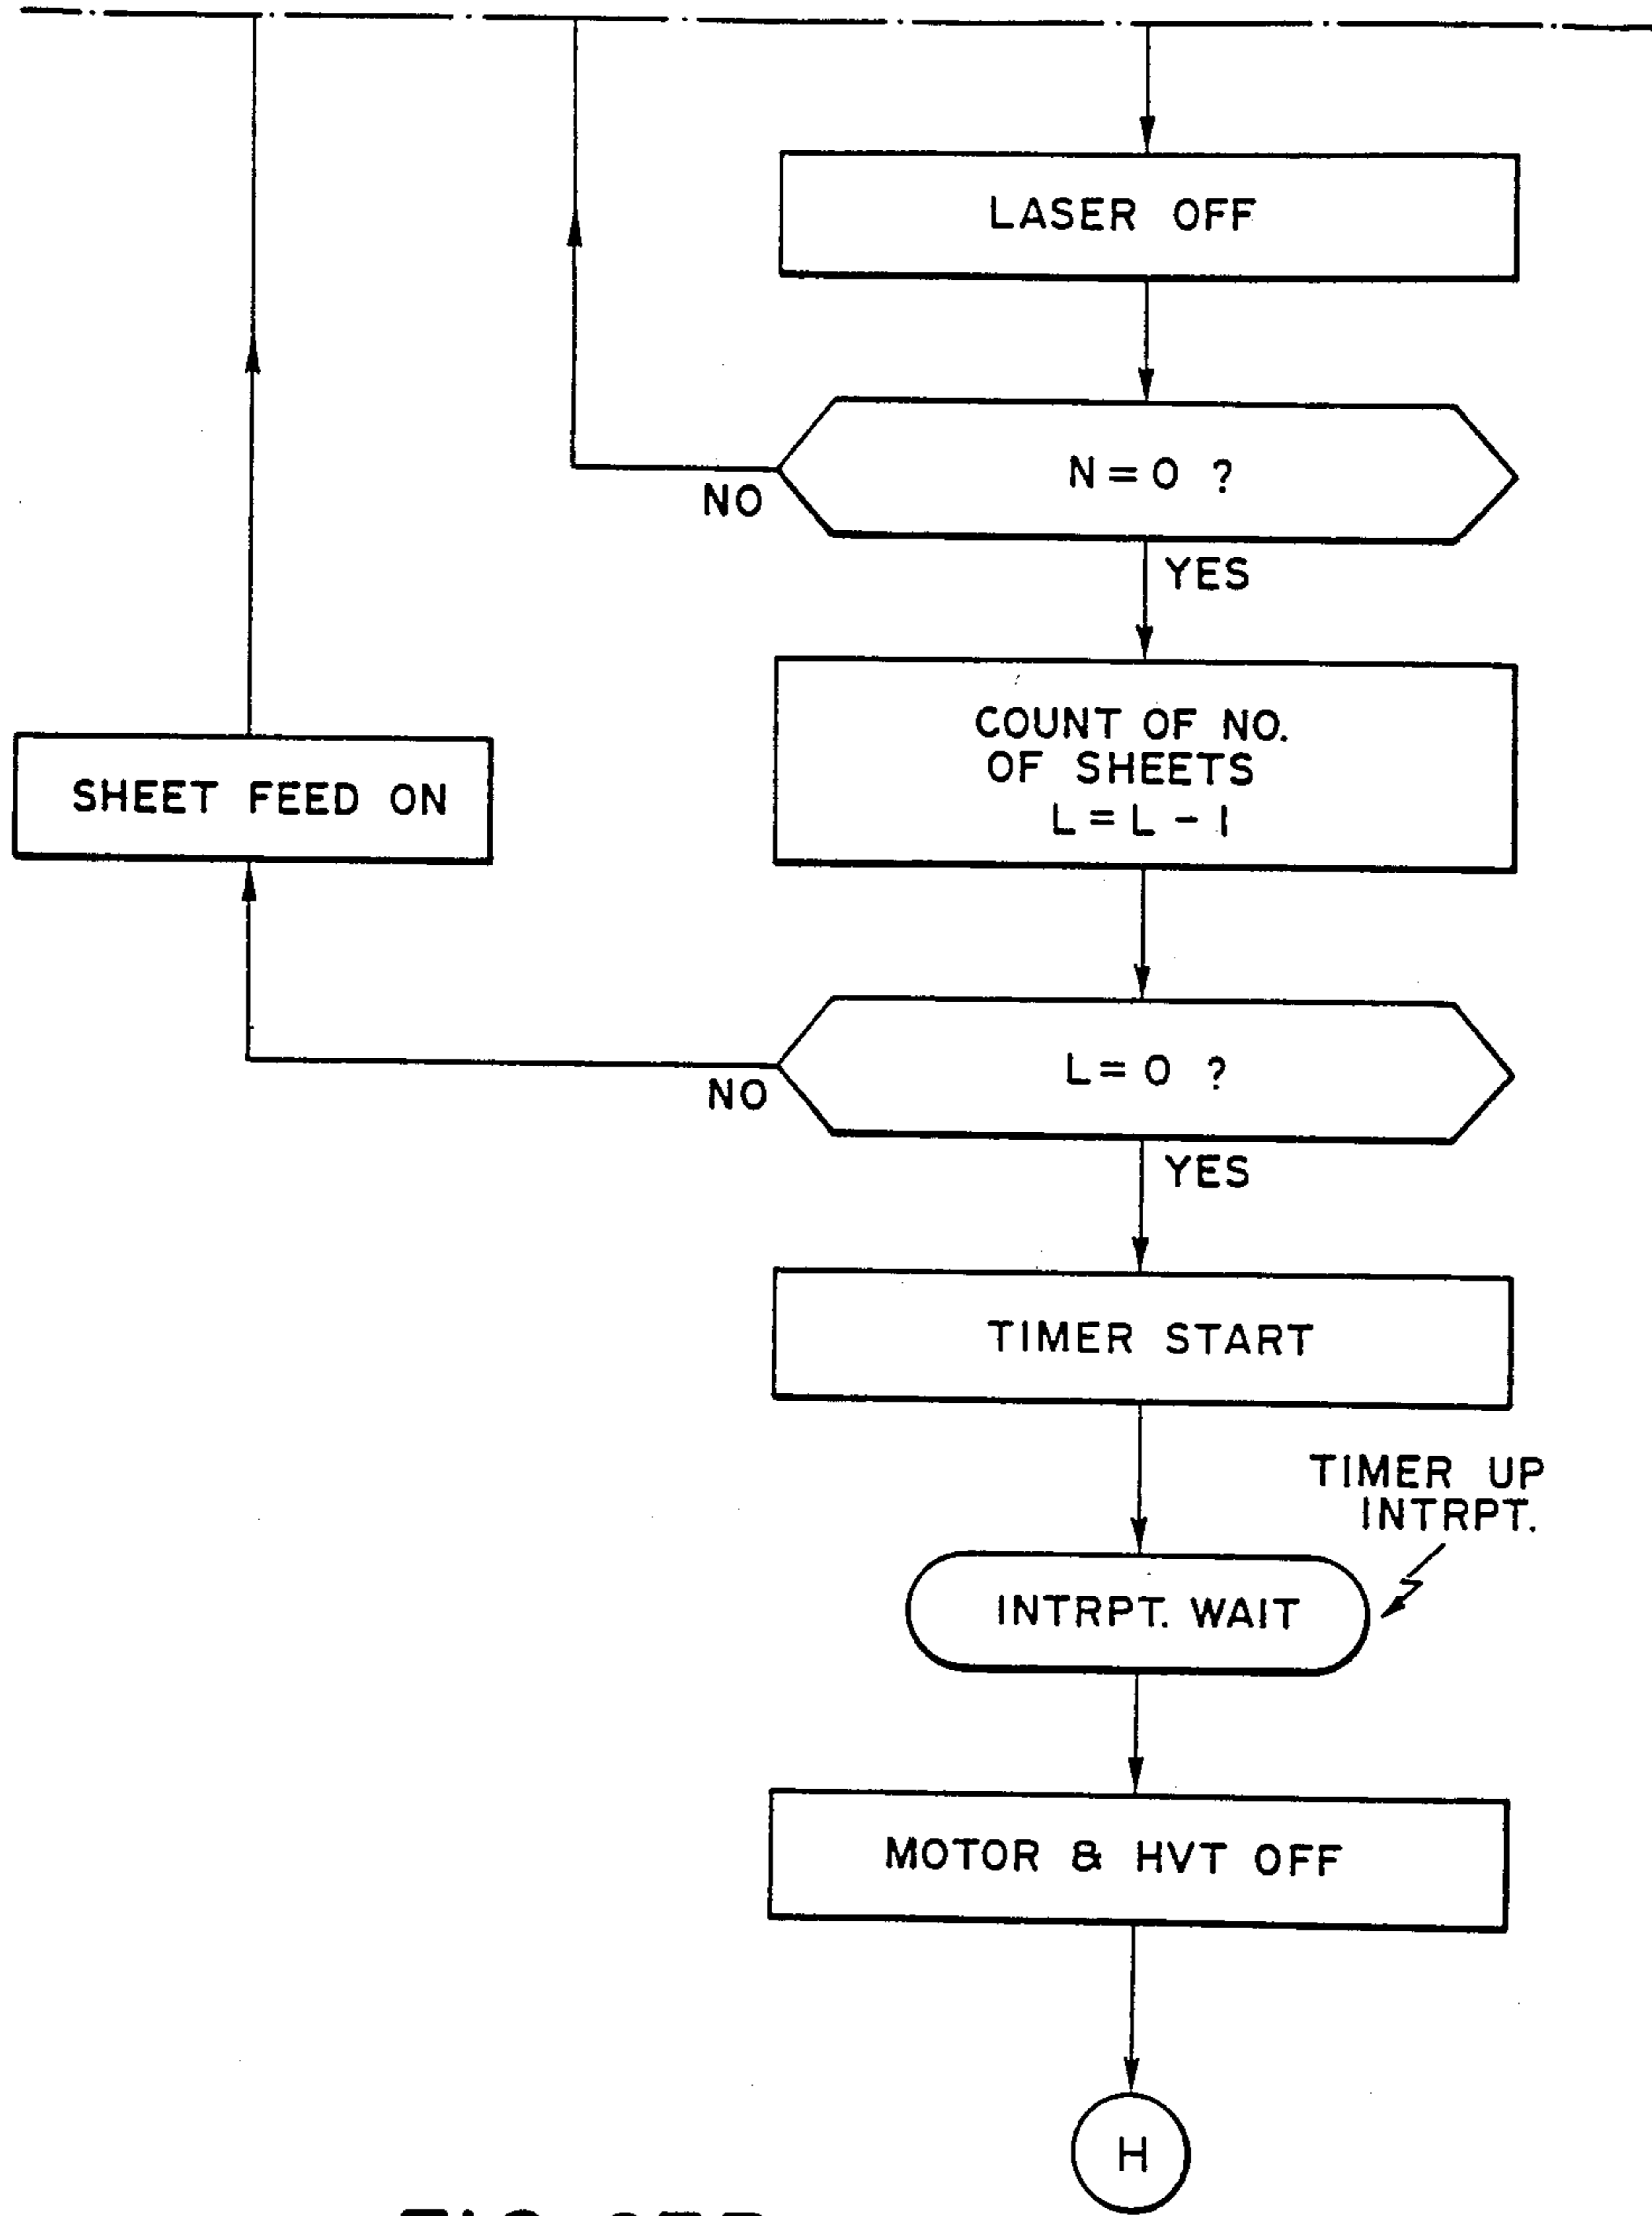 LASER OFF
N=0 ?
NO
YES
COUNT OF NO.
OF SHEETS
L=L-1
SHEET FEED ON
L=0 ?
NO
YES
TIMER START
TIMER UP
INTRPT.
INTRPT. WAIT
MOTOR & HVT OFF
H